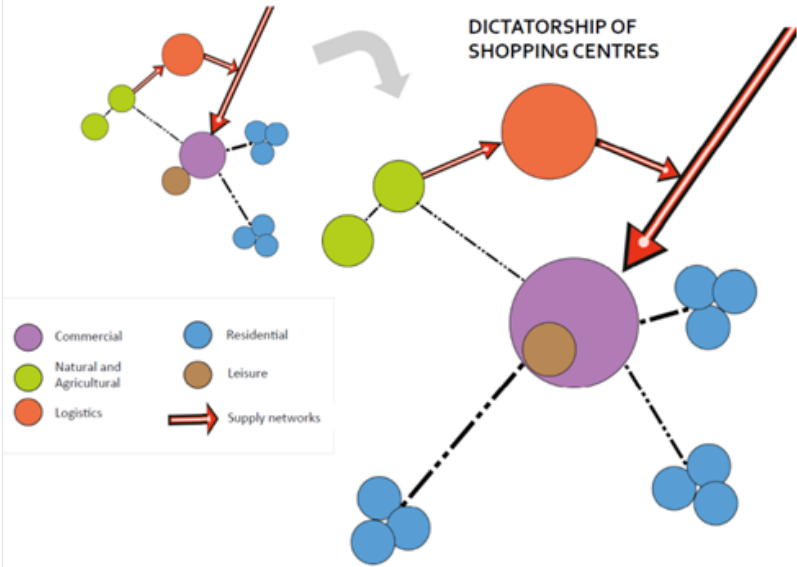 DICTATORSHIP OF
SHOPPING CENTRES
Commercial
Residential
Natural and
Agricultural
Leisure
Logistics
Supply networks